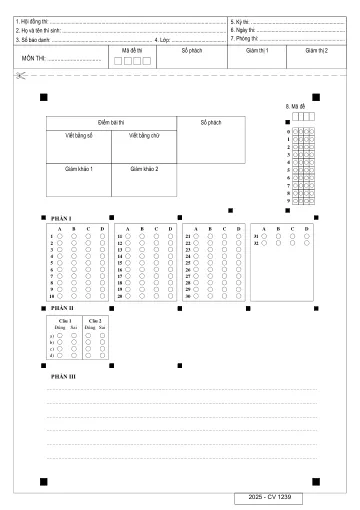 1. Hội đồng thi: ........................................................
2. Họ và tên thí sinh: ........................................................
3. Số báo danh: ........................................ 4. Lớp: ....................
5. Kỳ thi: ........................................
6. Ngày thi: ........................................
7. Phòng thi: ........................................
MÔN THI: ..............................
Mã đề thi
Số phách
Giám thị 1
Giám thị 2
8. Mã đề
Điểm bài thi
Số phách
Viết bằng số
Viết bằng chữ
Giám khảo 1
Giám khảo 2
0
1
2
3
4
5
6
7
8
9
PHẦN I
A B C D
1
2
3
4
5
6
7
8
9
10
A B C D
11
12
13
14
15
16
17
18
19
20
A B C D
21
22
23
24
25
26
27
28
29
30
A B C D
31
32
PHẦN II
Câu 1 Câu 2
Đúng Sai Đúng Sai
a)
b)
c)
d)
PHẦN III
2025 - CV 1239